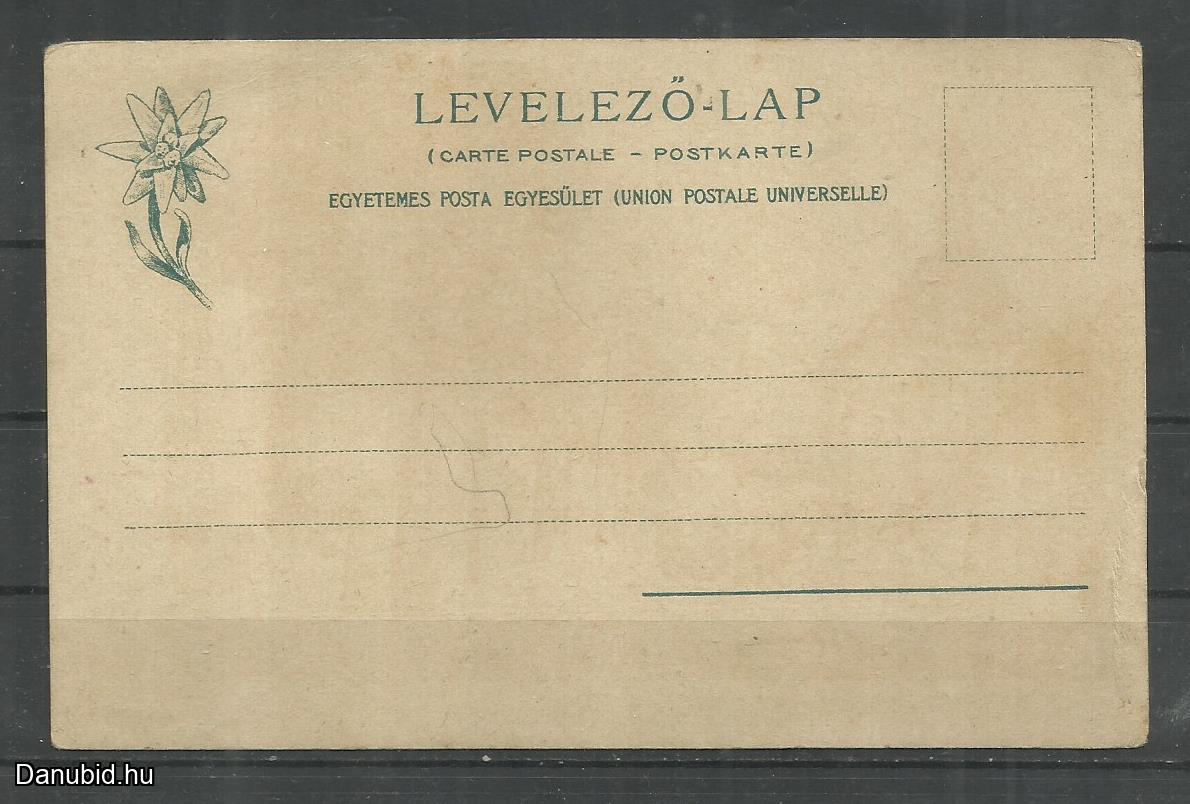 LEVELEZŐ-LAP
(CARTE POSTALE – POSTKARTE)
EGYETEMES POSTA EGYESÜLET (UNION POSTALE UNIVERSELLE)
Danubid.hu